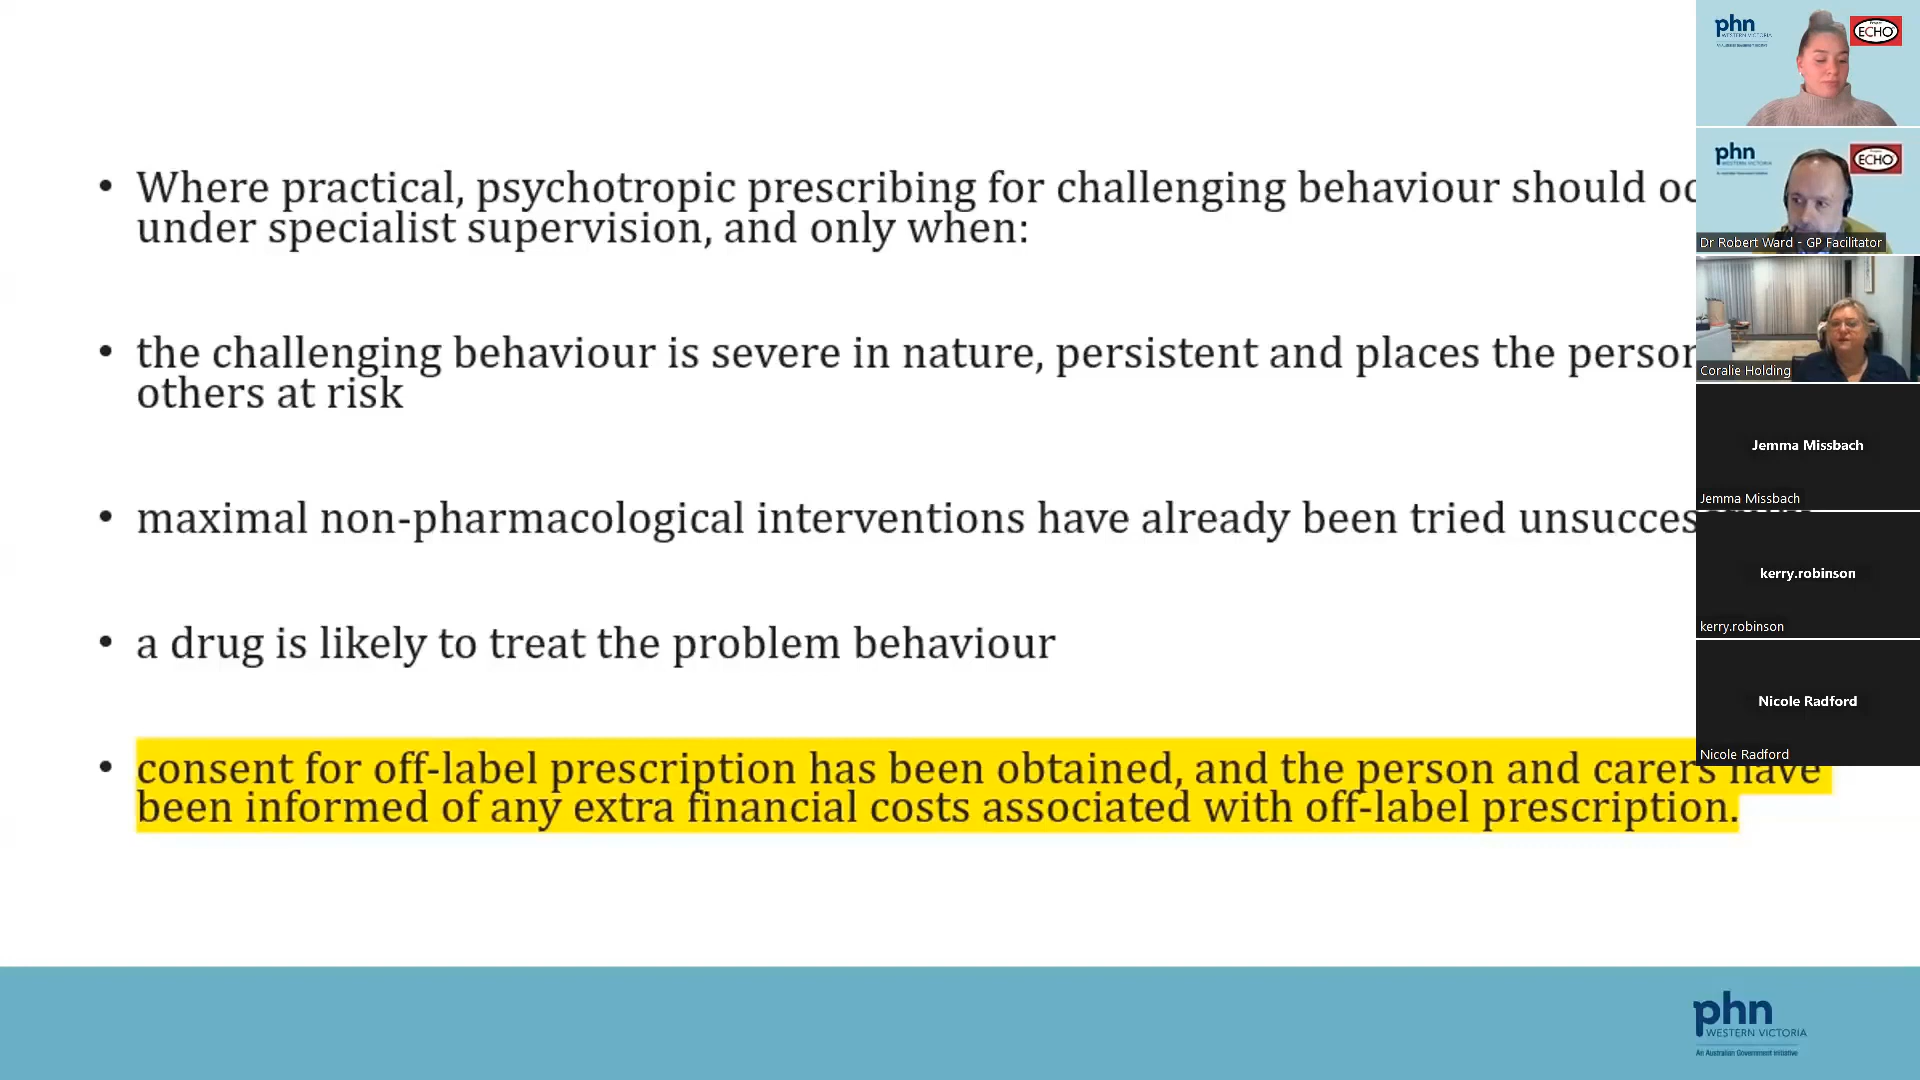 • Where practical, psychotropic prescribing for challenging behaviour should
under specialist supervision, and only when:
• the challenging behaviour is severe in nature, persistent and places the
others at risk
• maximal non-pharmacological interventions have already been tried
• a drug is likely to treat the problem behaviour
• consent for off-label prescription has been obtained, and the person and carers have
been informed of any extra financial costs associated with off-label prescription.
phn
WESTERN VICTORIA
ECHO
phn
WESTERN VICTORIA
ECHO
Dr Robert Ward - GP Facilitator
Coralie Holding
Jemma Missbach
Jemma Missbach
kerry.robinson
kerry.robinson
Nicole Radford
Nicole Radford
phn
WESTERN VICTORIA
An Australian Government Initiative